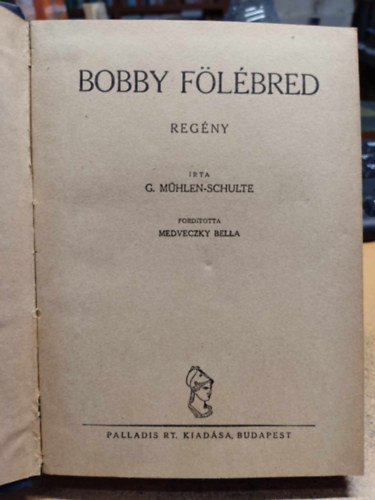 BOBBY FÖLÉBRED
REGÉNY
ÍRTA
G. MÜHLEN-SCHULTE
FORDÍTOTTA
MEDVECZKY BELLA
PALLADIS RT. KIADÁSA, BUDAPEST